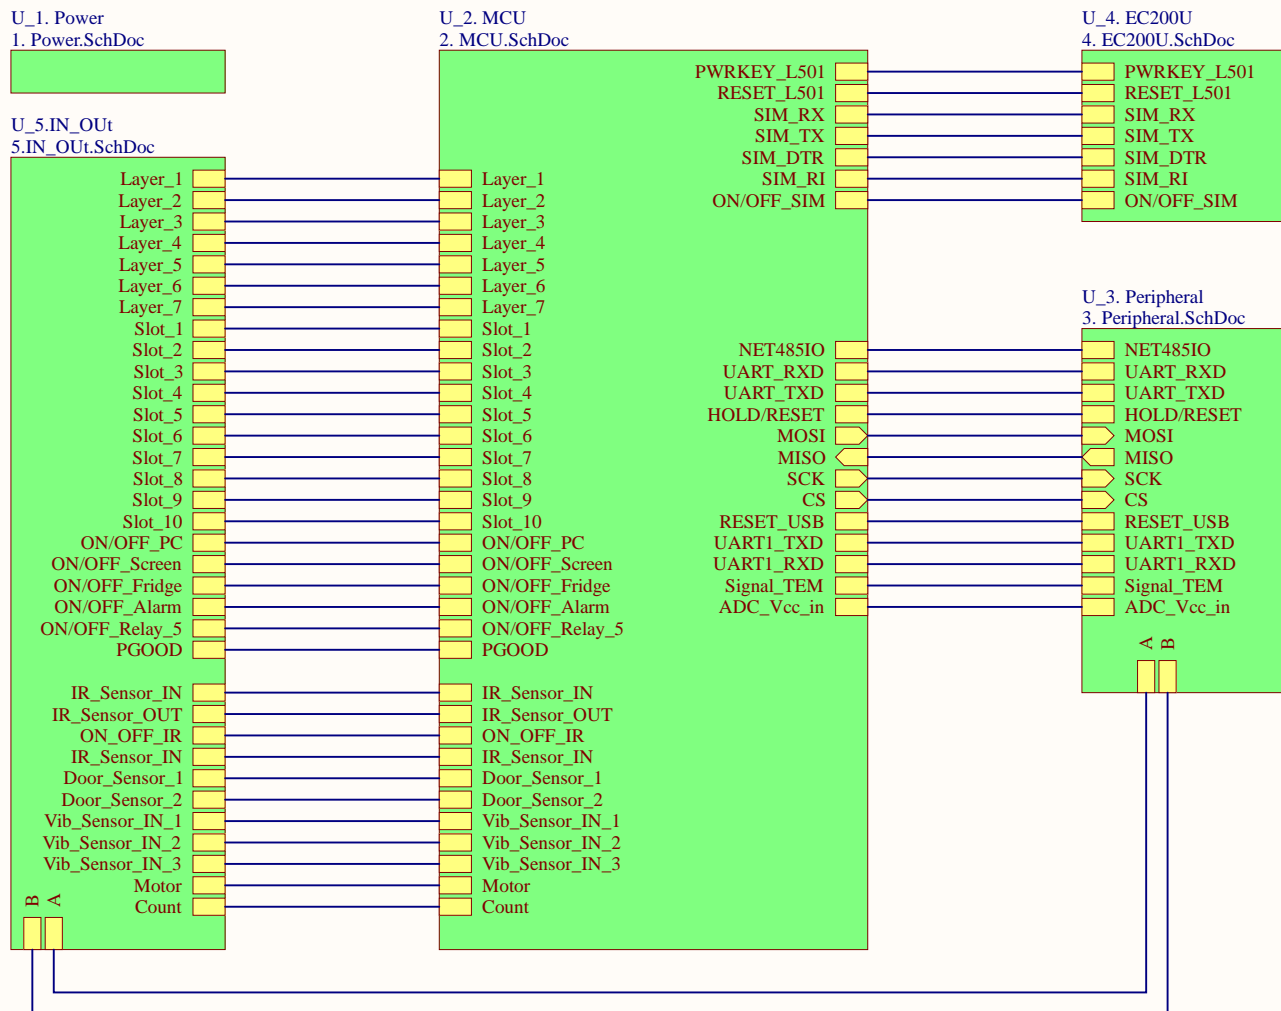 U_1. Power
1. Power.SchDoc
U_5.IN_OUt
5.IN_OUt.SchDoc
Layer_1
Layer_2
Layer_3
Layer_4
Layer_5
Layer_6
Layer_7
Slot_1
Slot_2
Slot_3
Slot_4
Slot_5
Slot_6
Slot_7
Slot_8
Slot_9
Slot_10
ON/OFF_PC
ON/OFF_Screen
ON/OFF_Fridge
ON/OFF_Alarm
ON/OFF_Relay_5
PGOOD
IR_Sensor_IN
IR_Sensor_OUT
ON_OFF_IR
IR_Sensor_IN
Door_Sensor_1
Door_Sensor_2
Vib_Sensor_IN_1
Vib_Sensor_IN_2
Vib_Sensor_IN_3
Motor
Count
B
A
U_2. MCU
2. MCU.SchDoc
Layer_1
Layer_2
Layer_3
Layer_4
Layer_5
Layer_6
Layer_7
Slot_1
Slot_2
Slot_3
Slot_4
Slot_5
Slot_6
Slot_7
Slot_8
Slot_9
Slot_10
ON/OFF_PC
ON/OFF_Screen
ON/OFF_Fridge
ON/OFF_Alarm
ON/OFF_Relay_5
PGOOD
IR_Sensor_IN
IR_Sensor_OUT
ON_OFF_IR
IR_Sensor_IN
Door_Sensor_1
Door_Sensor_2
Vib_Sensor_IN_1
Vib_Sensor_IN_2
Vib_Sensor_IN_3
Motor
Count
PWRKEY_L501
RESET_L501
SIM_RX
SIM_TX
SIM_DTR
SIM_RI
ON/OFF_SIM
NET485IO
UART_RXD
UART_TXD
HOLD/RESET
MOSI
MISO
SCK
CS
RESET_USB
UART1_TXD
UART1_RXD
Signal_TEM
ADC_Vcc_in
U_4. EC200U
4. EC200U.SchDoc
PWRKEY_L501
RESET_L501
SIM_RX
SIM_TX
SIM_DTR
SIM_RI
ON/OFF_SIM
U_3. Peripheral
3. Peripheral.SchDoc
NET485IO
UART_RXD
UART_TXD
HOLD/RESET
MOSI
MISO
SCK
CS
RESET_USB
UART1_TXD
UART1_RXD
Signal_TEM
ADC_Vcc_in
A
B